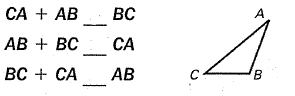 CA + AB __ BC
AB + BC __ CA
BC + CA __ AB
A
C
B